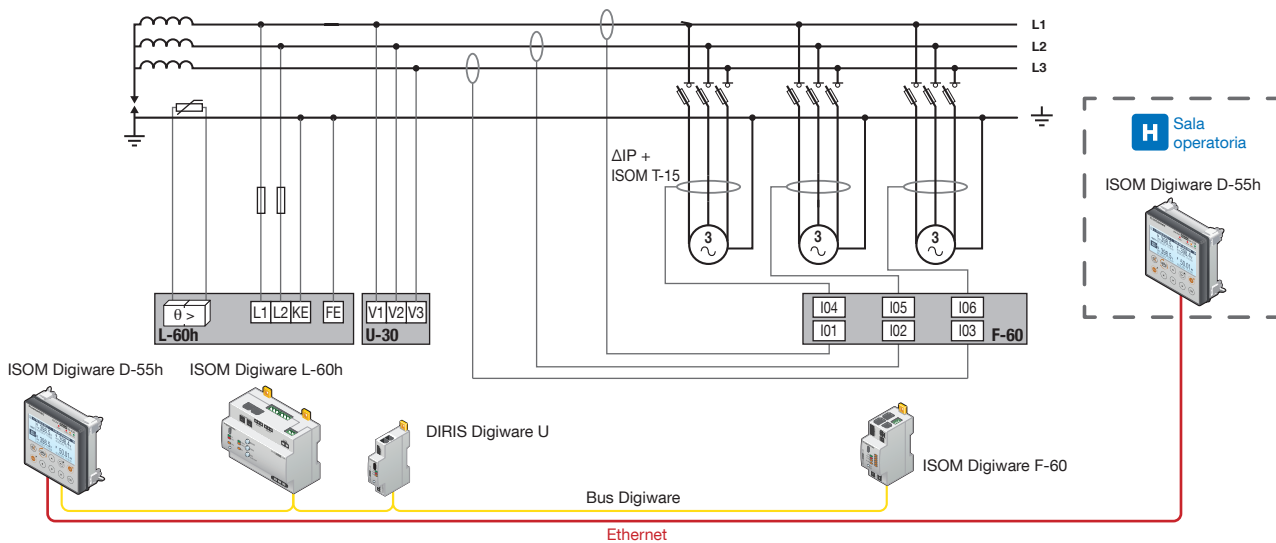 L1
L2
L3
ΔIP +
ISOM T-15
H
Sala
operatoria
ISOM Digiware D-55h
3
3
3
θ >
L1 L2 KE FE
L-60h
V1 V2 V3
U-30
I04 I05 I06
I01 I02 I03
F-60
ISOM Digiware D-55h
ISOM Digiware L-60h
DIRIS Digiware U
ISOM Digiware F-60
Bus Digiware
Ethernet